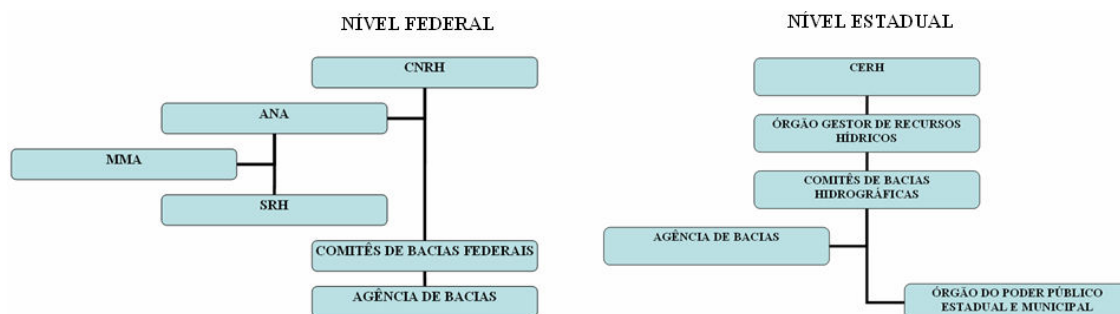 NÍVEL FEDERAL
CNRH
ANA
MMA
SRH
COMITÊS DE BACIAS FEDERAIS
AGÊNCIA DE BACIAS
NÍVEL ESTADUAL
CERH
ÓRGÃO GESTOR DE RECURSOS
HÍDRICOS
COMITÊS DE BACIAS
HIDROGRÁFICAS
AGÊNCIA DE BACIAS
ÓRGÃO DO PODER PÚBLICO
ESTADUAL E MUNICIPAL